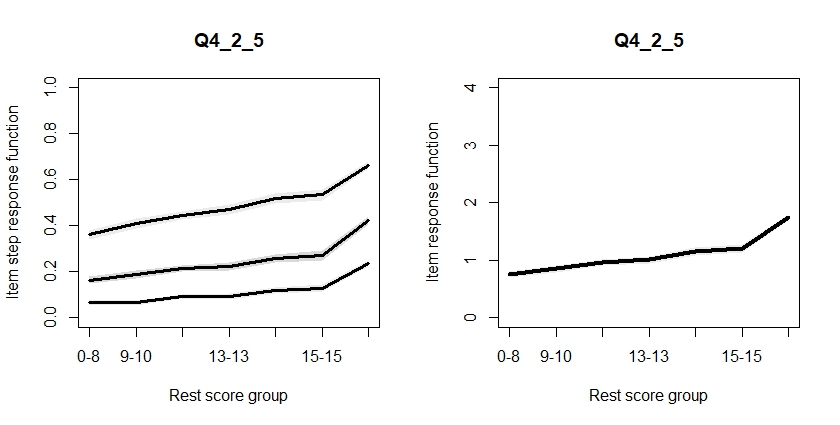 Q4_2_5
Item step response function
0.0 0.2 0.4 0.6 0.8 1.0
0-8 9-10 13-13 15-15
Rest score group
Q4_2_5
Item response function
0 1 2 3 4
0-8 9-10 13-13 15-15
Rest score group